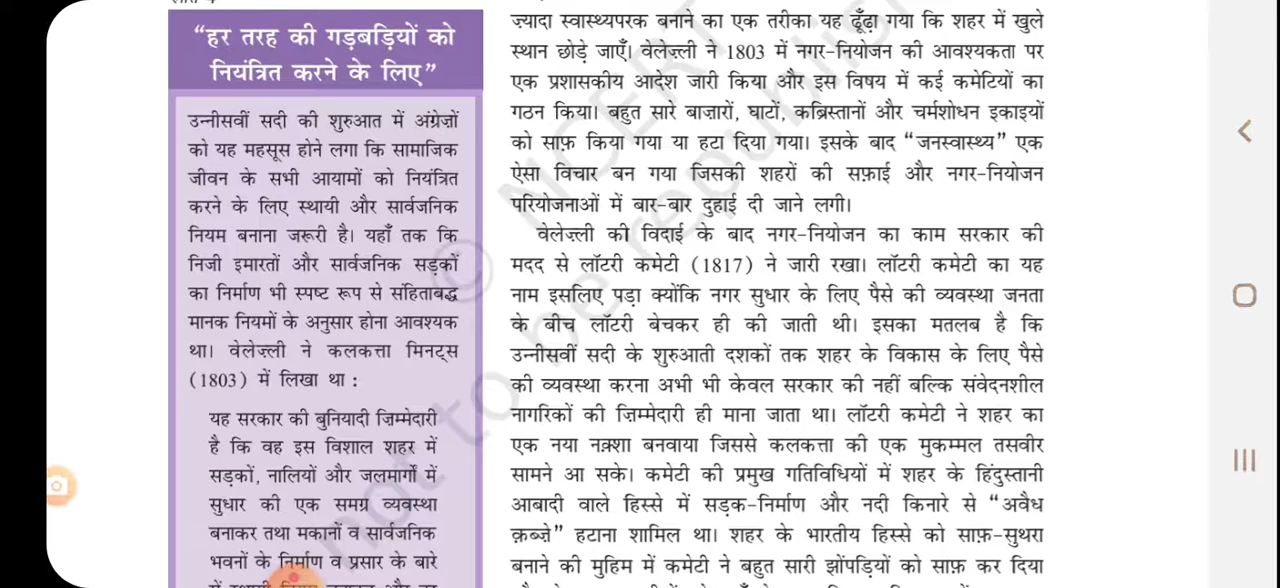 “हर तरह की गड़बड़ियों को
नियंत्रित करने के लिए”
उन्नीसवीं सदी की शुरुआत में अंग्रेज़ों
को यह महसूस होने लगा कि सामाजिक
जीवन के सभी आयामों को नियंत्रित
करने के लिए स्थायी और सार्वजनिक
नियम बनाना जरूरी है। यहाँ तक कि
निजी इमारतों और सार्वजनिक सड़कों
का निर्माण भी स्पष्ट रूप से संहिताबद्ध
मानक नियमों के अनुसार होना आवश्यक
था। वेलेज़्ली ने कलकत्ता मिनट्स
(1803) में लिखा था :
यह सरकार की बुनियादी ज़िम्मेदारी
है कि वह इस विशाल शहर में
सड़कों, नालियों और जलमार्गों में
सुधार की एक समग्र व्यवस्था
बनाकर तथा मकानों व सार्वजनिक
भवनों के निर्माण व प्रसार के बारे
ज़्यादा स्वास्थ्यपरक बनाने का एक तरीका यह ढूँढ़ा गया कि शहर में खुले
स्थान छोड़े जाएँ। वेलेज़्ली ने 1803 में नगर-नियोजन की आवश्यकता पर
एक प्रशासकीय आदेश जारी किया और इस विषय में कई कमेटियों का
गठन किया। बहुत सारे बाज़ारों, घाटों, कब्रिस्तानों और चर्मशोधन इकाइयों
को साफ़ किया गया या हटा दिया गया। इसके बाद “जनस्वास्थ्य” एक
ऐसा विचार बन गया जिसकी शहरों की सफ़ाई और नगर-नियोजन
परियोजनाओं में बार-बार दुहाई दी जाने लगी।
वेलेज़्ली की विदाई के बाद नगर-नियोजन का काम सरकार की
मदद से लॉटरी कमेटी (1817) ने जारी रखा। लॉटरी कमेटी का यह
नाम इसलिए पड़ा क्योंकि नगर सुधार के लिए पैसे की व्यवस्था जनता
के बीच लॉटरी बेचकर ही की जाती थी। इसका मतलब है कि
उन्नीसवीं सदी के शुरुआती दशकों तक शहर के विकास के लिए पैसे
की व्यवस्था करना अभी भी केवल सरकार की नहीं बल्कि संवेदनशील
नागरिकों की ज़िम्मेदारी ही माना जाता था। लॉटरी कमेटी ने शहर का
एक नया नक़्शा बनवाया जिससे कलकत्ता की एक मुकम्मल तसवीर
सामने आ सके। कमेटी की प्रमुख गतिविधियों में शहर के हिंदुस्तानी
आबादी वाले हिस्से में सड़क-निर्माण और नदी किनारे से “अवैध
क़ब्ज़े” हटाना शामिल था। शहर के भारतीय हिस्से को साफ़-सुथरा
बनाने की मुहिम में कमेटी ने बहुत सारी झोंपड़ियों को साफ़ कर दिया
© NCERT
not to be republished